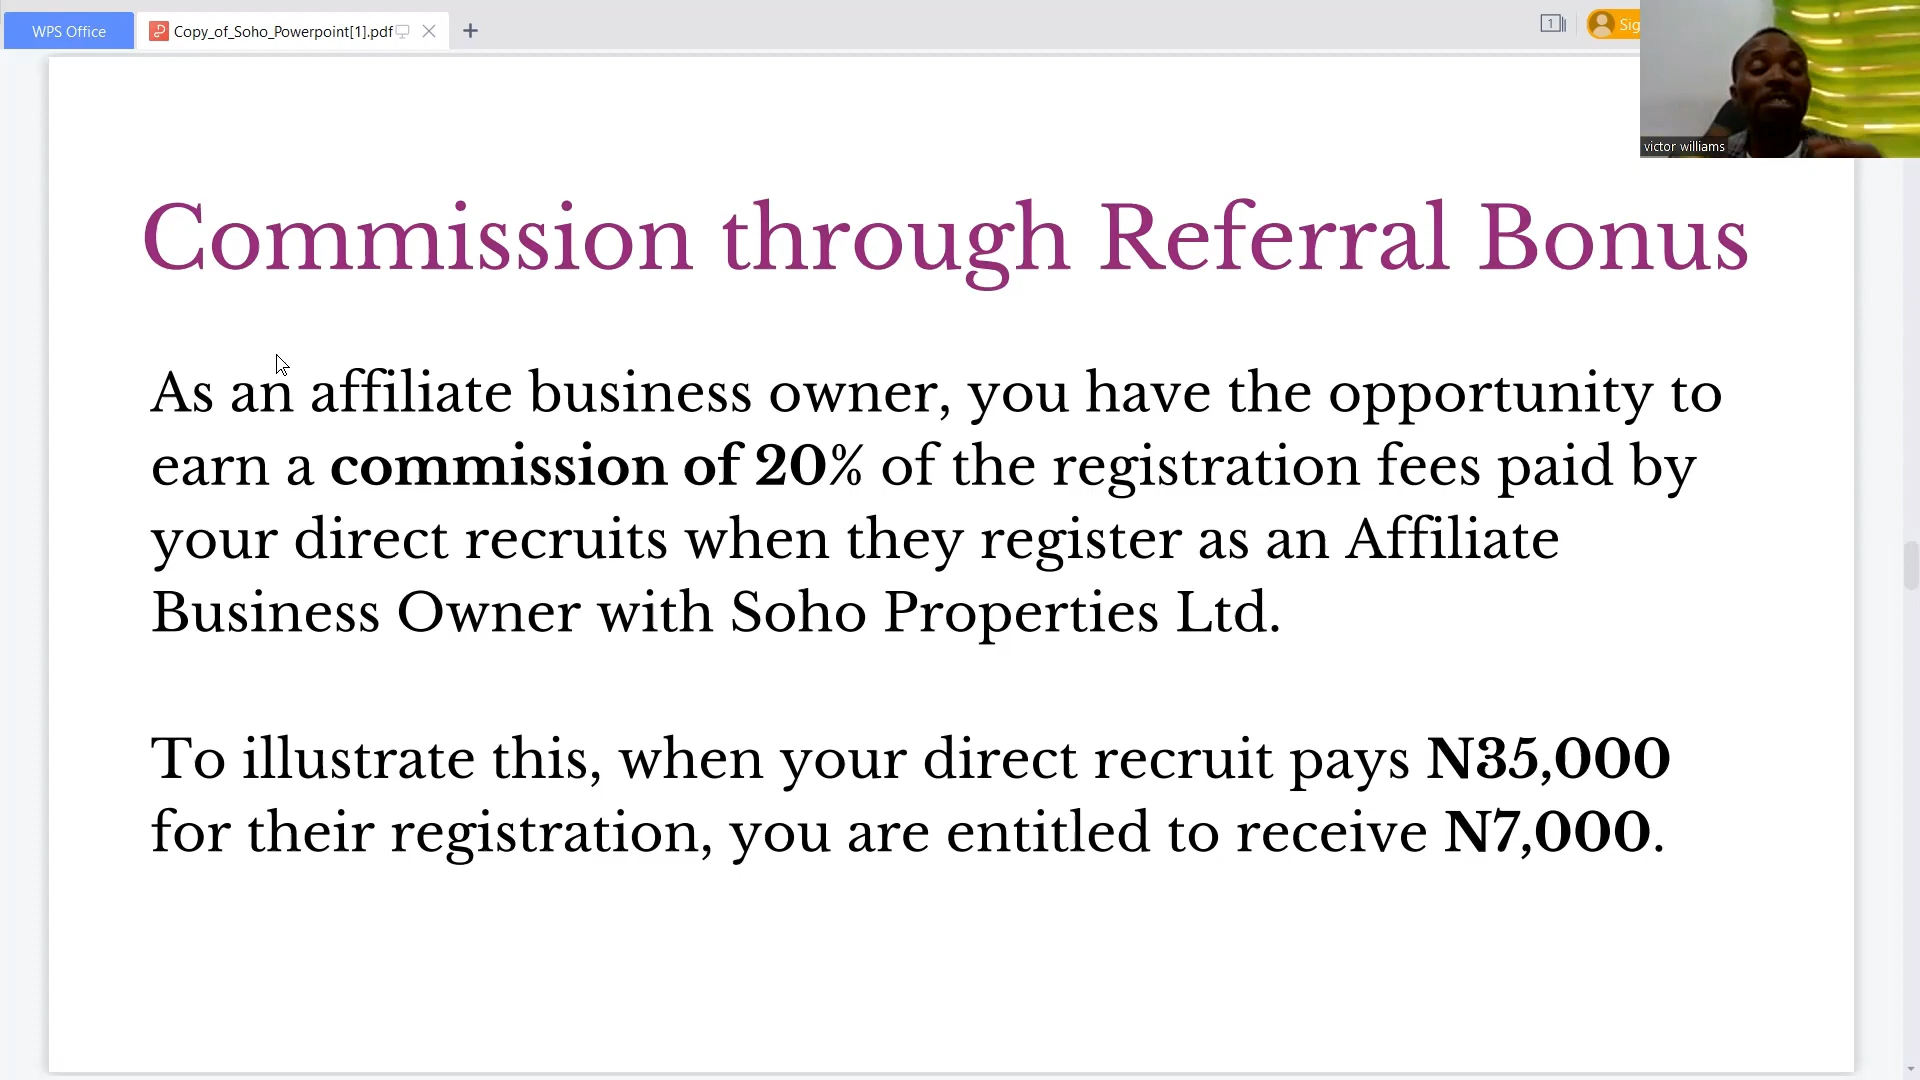 WPS Office
Copy_of_Soho_Powerpoint[1].pdf
1
Sig
victor williams
Commission through Referral Bonus
As an affiliate business owner, you have the opportunity to
earn a commission of 20% of the registration fees paid by
your direct recruits when they register as an Affiliate
Business Owner with Soho Properties Ltd.
To illustrate this, when your direct recruit pays N35,000
for their registration, you are entitled to receive N7,000.